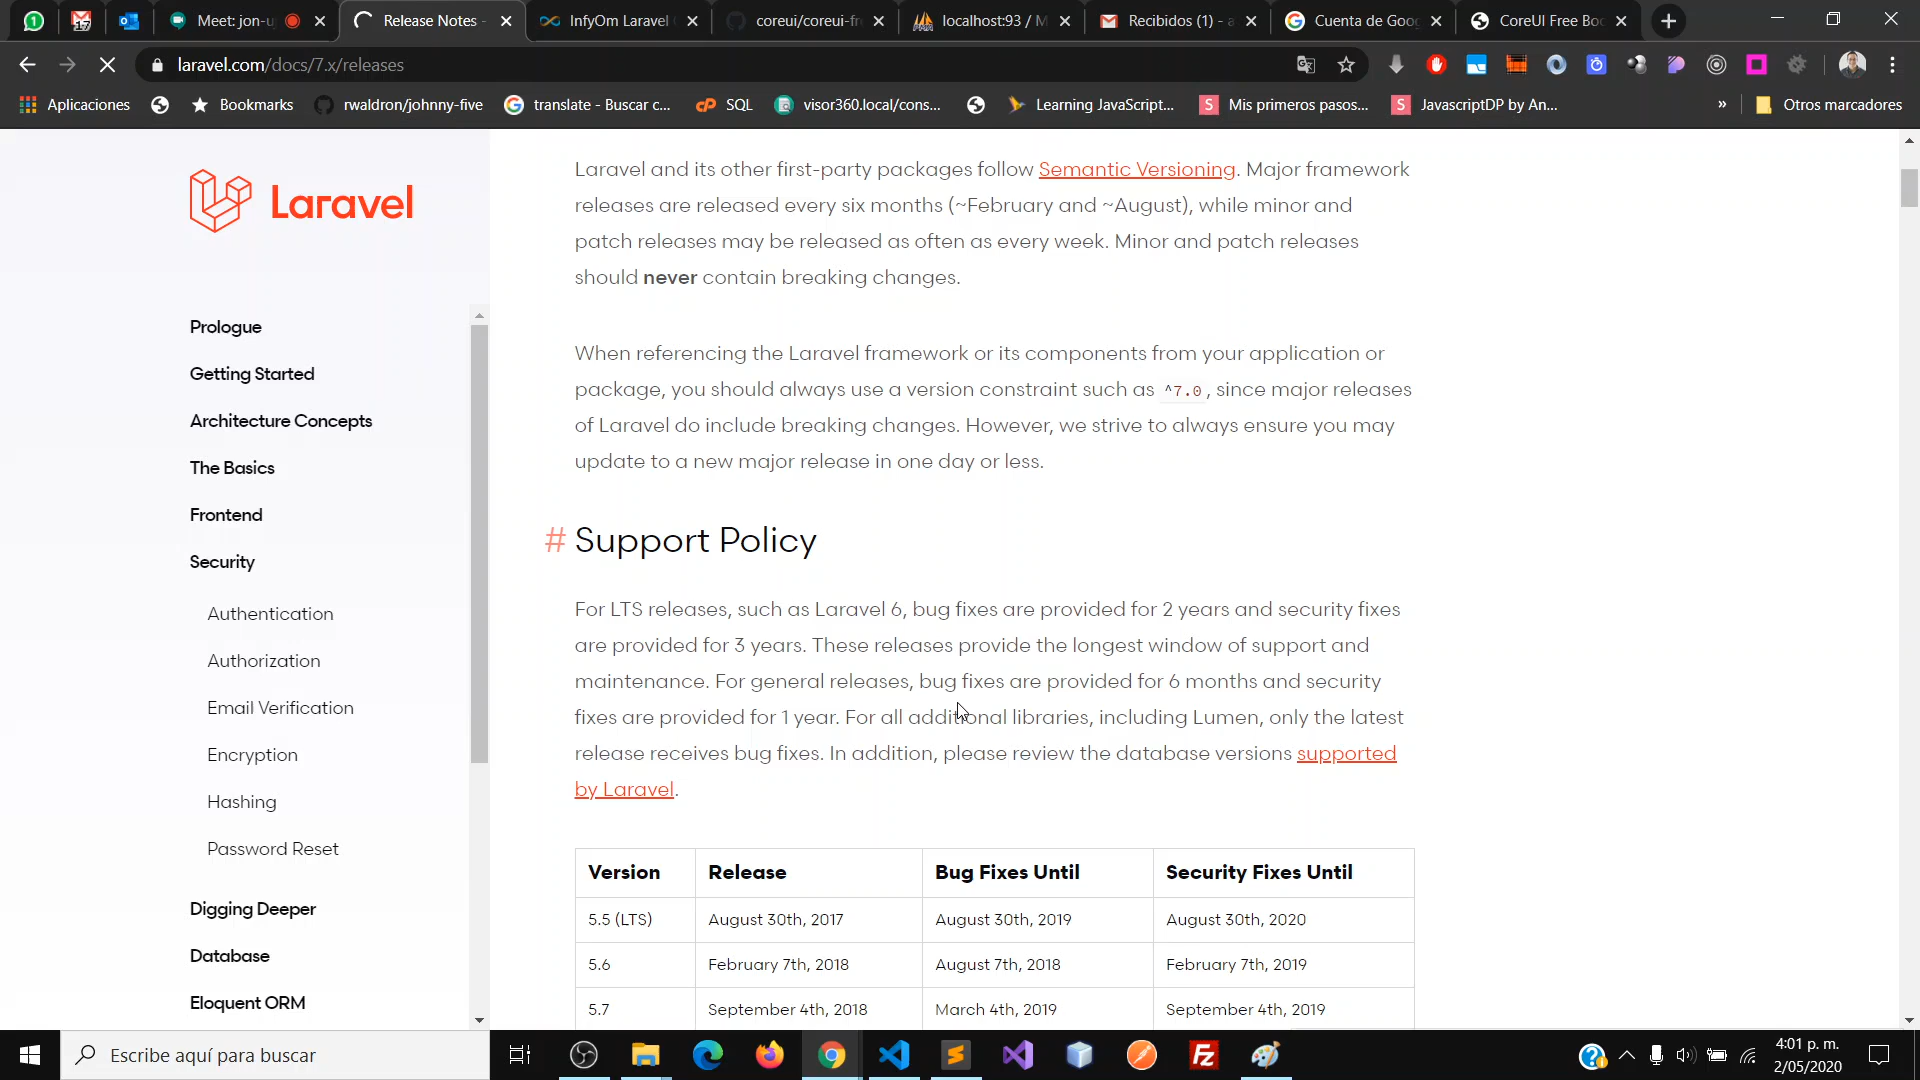 Meet: jon-u
Release Notes -
InfyOm Laravel
coreui/coreui-fr
localhost:93 / M
Recibidos (1) - a
Cuenta de Goog
CoreUI Free Boo
laravel.com/docs/7.x/releases
Aplicaciones
Bookmarks
rwaldron/johnny-five
translate - Buscar c...
SQL
visor360.local/cons...
Learning JavaScript...
Mis primeros pasos...
JavascriptDP by An...
»
Otros marcadores
Laravel
Prologue
Getting Started
Architecture Concepts
The Basics
Frontend
Security
Authentication
Authorization
Email Verification
Encryption
Hashing
Password Reset
Digging Deeper
Database
Eloquent ORM
Laravel and its other first-party packages follow Semantic Versioning. Major framework
releases are released every six months (~February and ~August), while minor and
patch releases may be released as often as every week. Minor and patch releases
should never contain breaking changes.
When referencing the Laravel framework or its components from your application or
package, you should always use a version constraint such as ^7.0, since major releases
of Laravel do include breaking changes. However, we strive to always ensure you may
update to a new major release in one day or less.
# Support Policy
For LTS releases, such as Laravel 6, bug fixes are provided for 2 years and security fixes
are provided for 3 years. These releases provide the longest window of support and
maintenance. For general releases, bug fixes are provided for 6 months and security
fixes are provided for 1 year. For all additional libraries, including Lumen, only the latest
release receives bug fixes. In addition, please review the database versions supported
by Laravel.
Version Release Bug Fixes Until Security Fixes Until
5.5 (LTS) August 30th, 2017 August 30th, 2019 August 30th, 2020
5.6 February 7th, 2018 August 7th, 2018 February 7th, 2019
5.7 September 4th, 2018 March 4th, 2019 September 4th, 2019
Escribe aquí para buscar
4:01 p. m.
2/05/2020